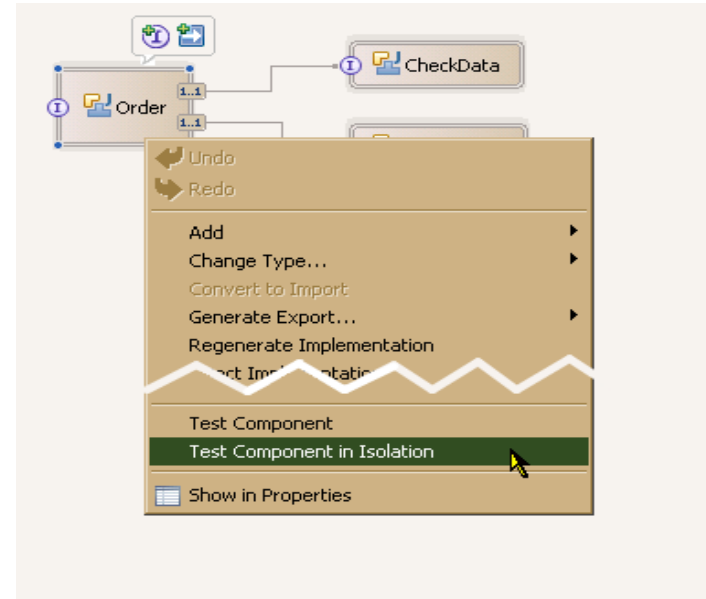 CheckData
1..1
Order
1..1
Undo
Redo
Add
Change Type...
Convert to Import
Generate Export...
Regenerate Implementation
Test Component
Test Component in Isolation
Show in Properties